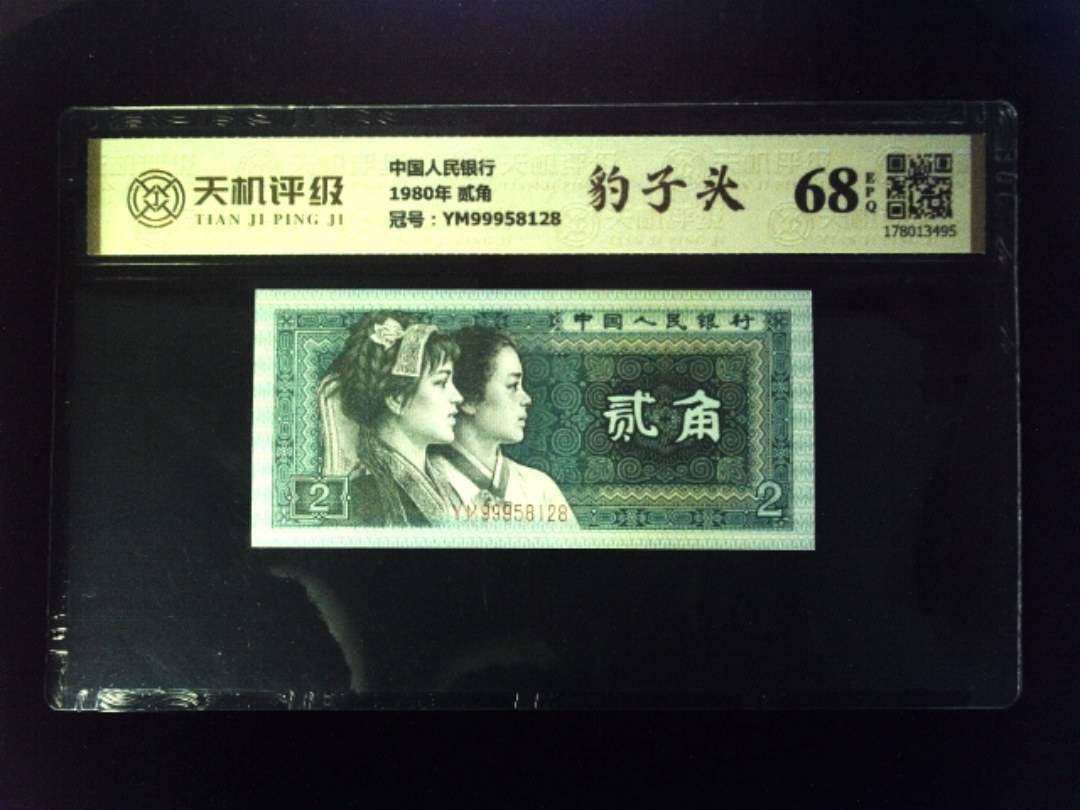 天机评级
TIAN JI PING JI
中国人民银行
1980年 贰角
冠号：YM99958128
豹子头
68
EPQ
178013495
中国人民银行
贰角
2
YM99958128
2